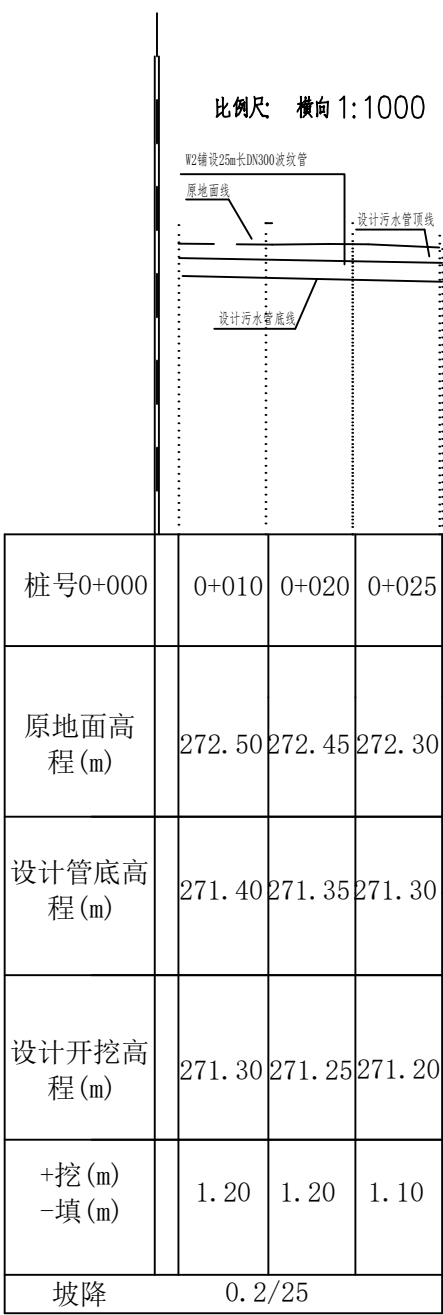 比例尺: 横向 1:1000
W2铺设25m长DN300波纹管
原地面线
设计污水管顶线
设计污水管底线
桩号0+000 0+010 0+020 0+025
原地面高
程(m)
272.50 272.45 272.30
设计管底高
程(m)
271.40 271.35 271.30
设计开挖高
程(m)
271.30 271.25 271.20
+挖(m)
-填(m)
1.20 1.20 1.10
坡降 0.2/25